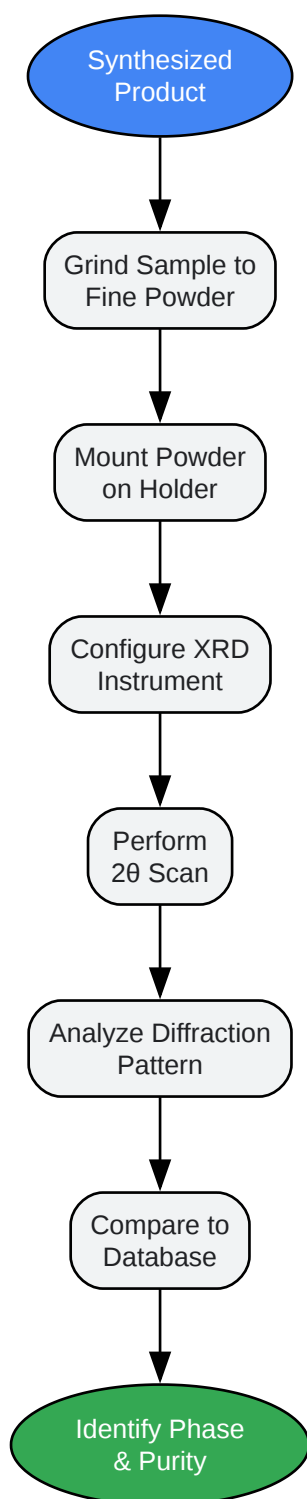 Synthesized
Product
Grind Sample to
Fine Powder
Mount Powder
on Holder
Configure XRD
Instrument
Perform
2θ Scan
Analyze Diffraction
Pattern
Compare to
Database
Identify Phase
& Purity